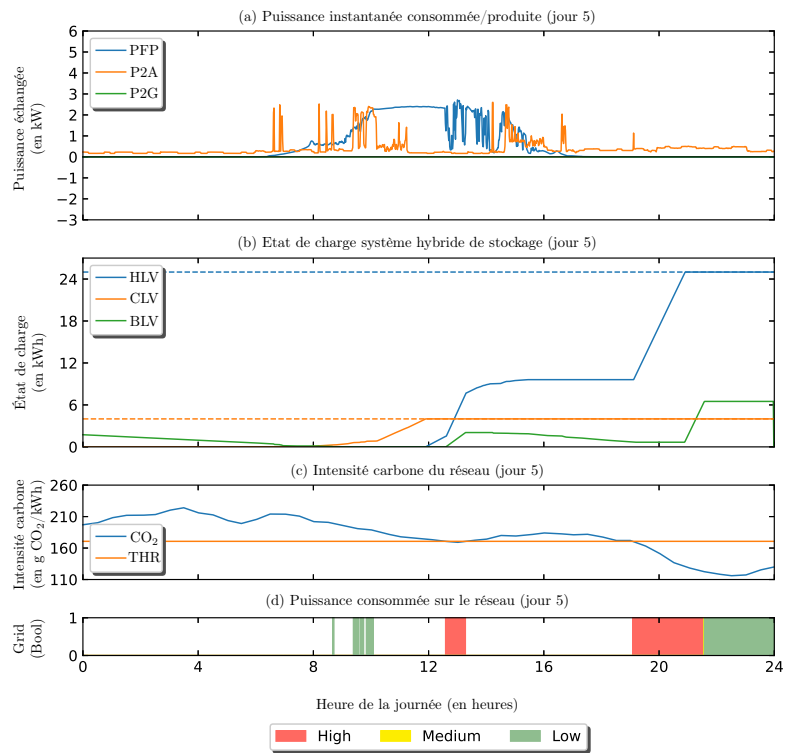 (a) Puissance instantanée consommée/produite (jour 5)
Puissance échangée
(en kW)
6
5
4
3
2
1
0
−1
−2
−3
PFP
P2A
P2G
(b) Etat de charge système hybride de stockage (jour 5)
État de charge
(en kWh)
24
18
12
6
0
HLV
CLV
BLV
(c) Intensité carbone du réseau (jour 5)
Intensité carbone
(en g CO₂/kWh)
260
210
160
110
CO₂
THR
(d) Puissance consommée sur le réseau (jour 5)
Grid
(Bool)
1
0
0 4 8 12 16 20 24
Heure de la journée (en heures)
High Medium Low